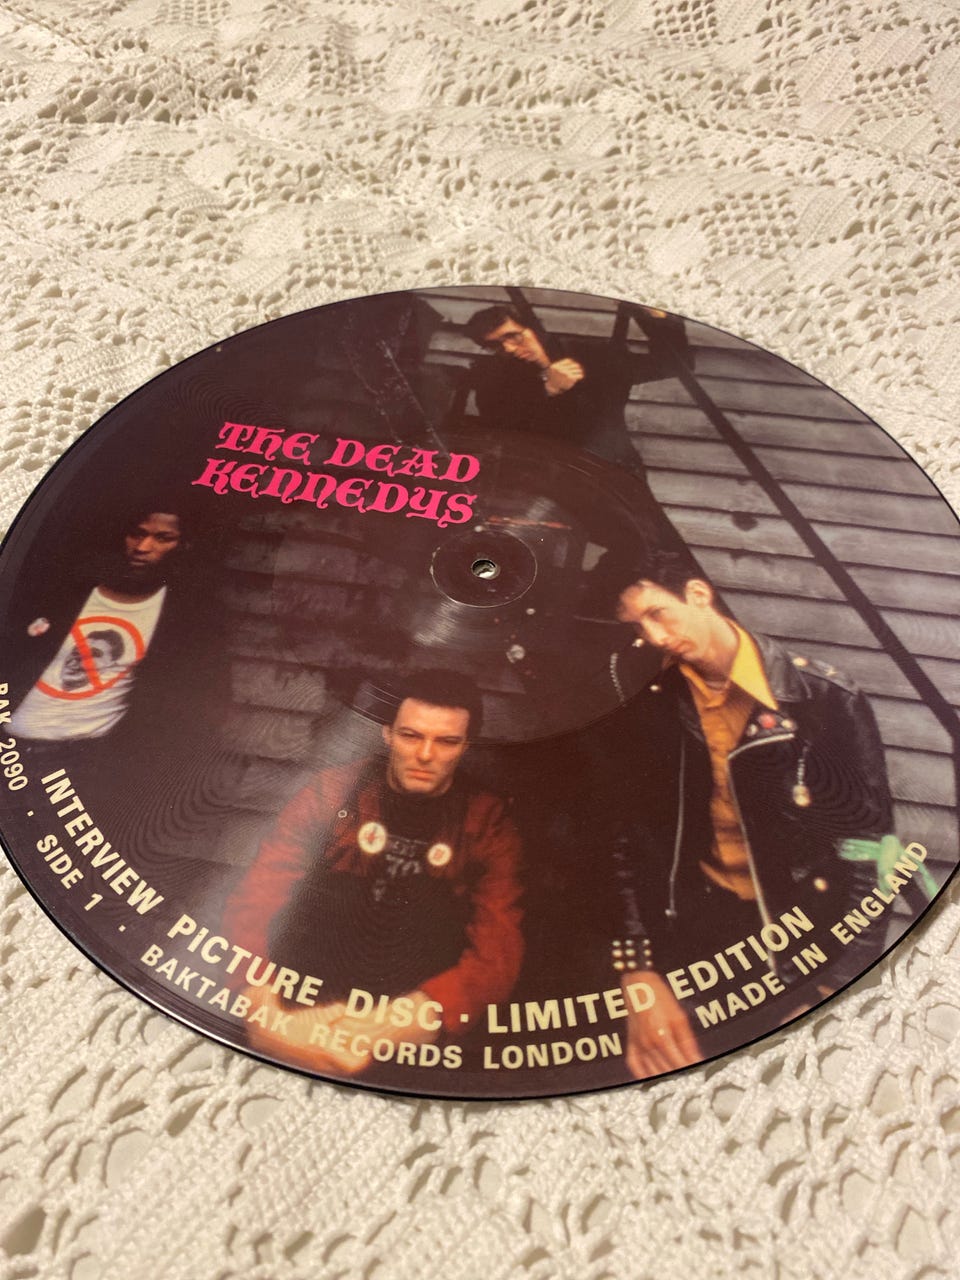 THE DEAD
KENNEDYS
INTERVIEW PICTURE DISC · LIMITED EDITION
BAK 2090 · SIDE 1 · BAKTABAK RECORDS LONDON · MADE IN ENGLAND